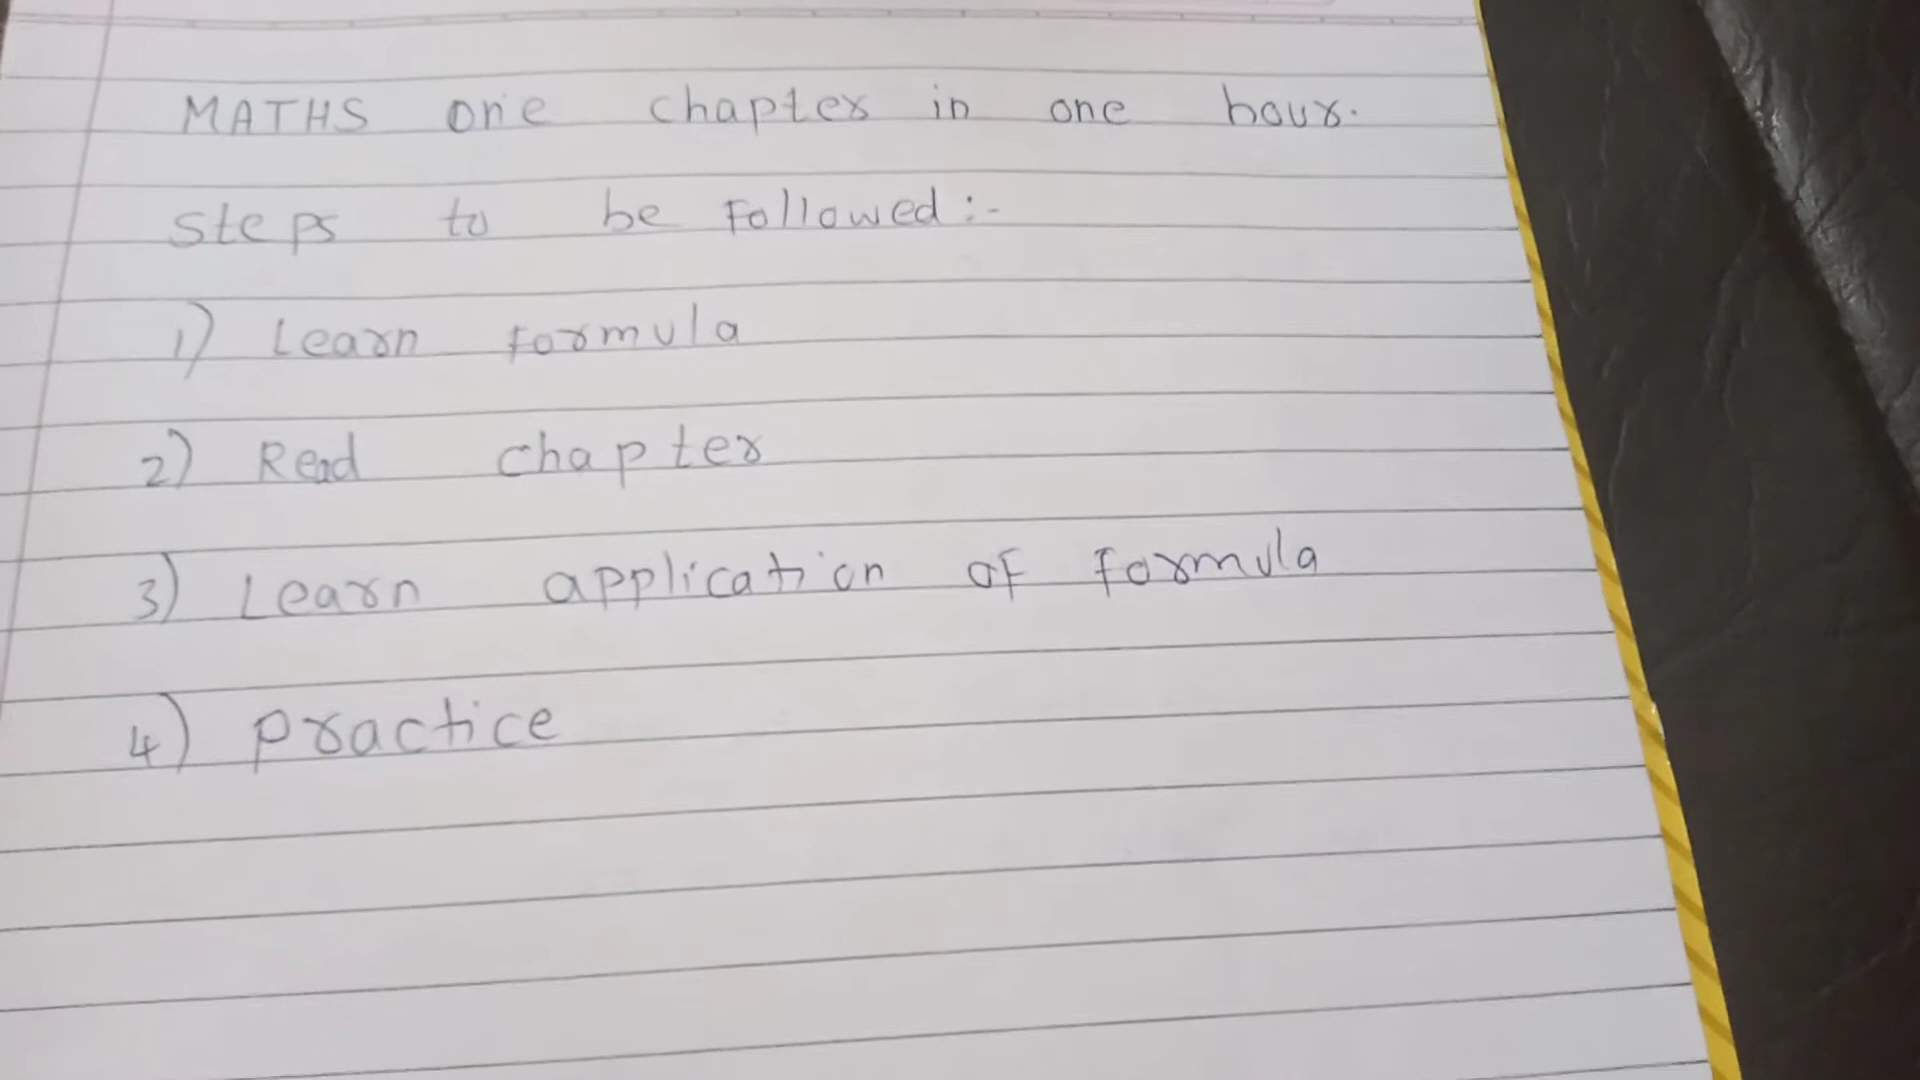 MATHS one chapter in one hour.
steps to be Followed :-
1) Learn formula
2) Read chapter
3) Learn application of formula
4) practice